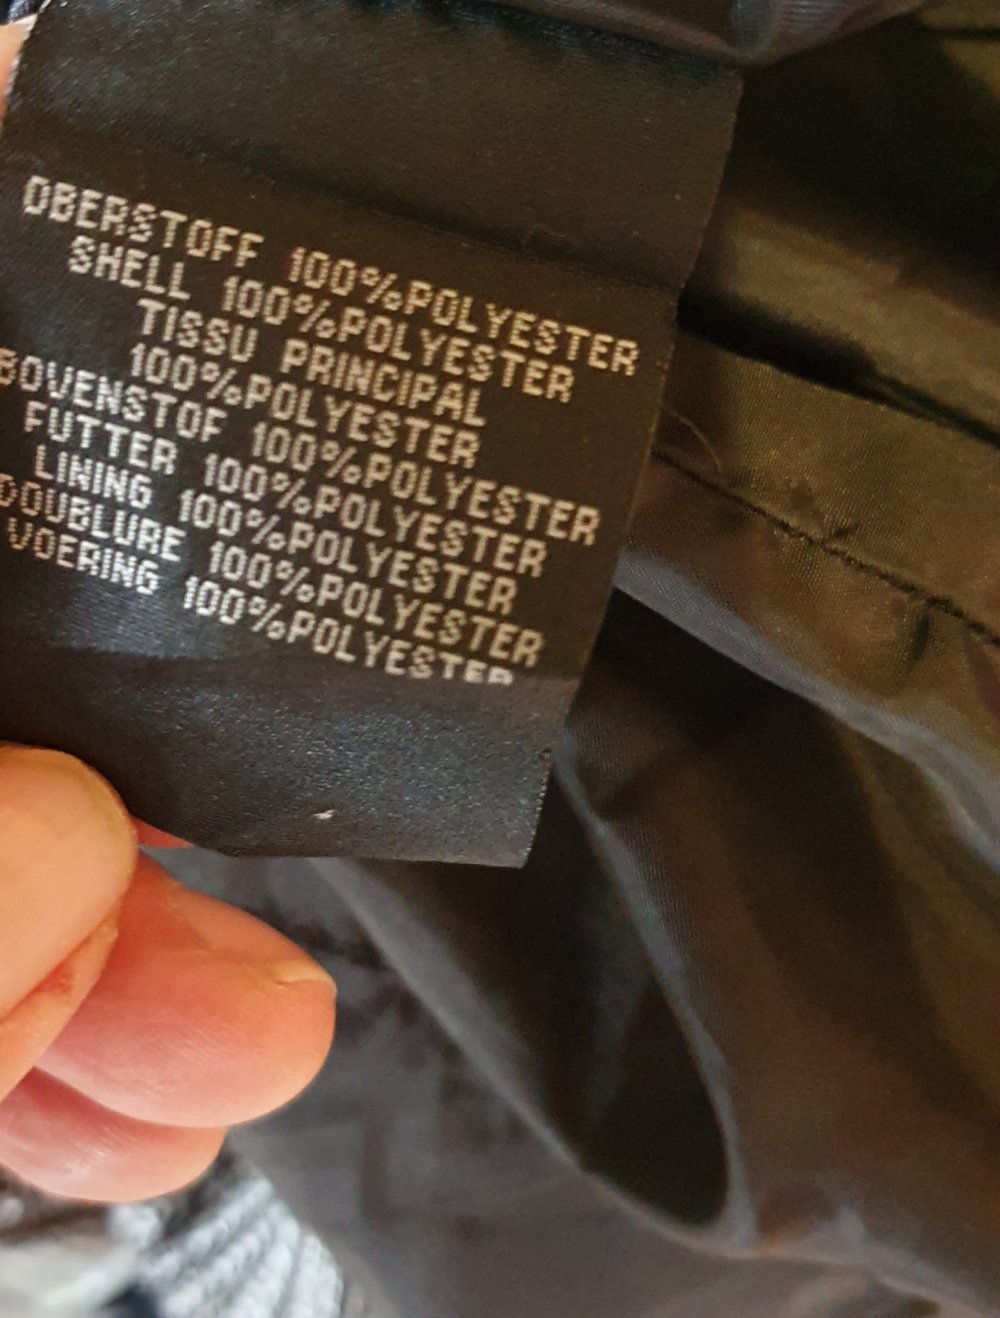 OBERSTOFF 100%POLYESTER
SHELL 100%POLYESTER
TISSU PRINCIPAL
100%POLYESTER
BOVENSTOF 100%POLYESTER
FUTTER 100%POLYESTER
LINING 100%POLYESTER
DOUBLURE 100%POLYESTER
VOERING 100%POLYESTER